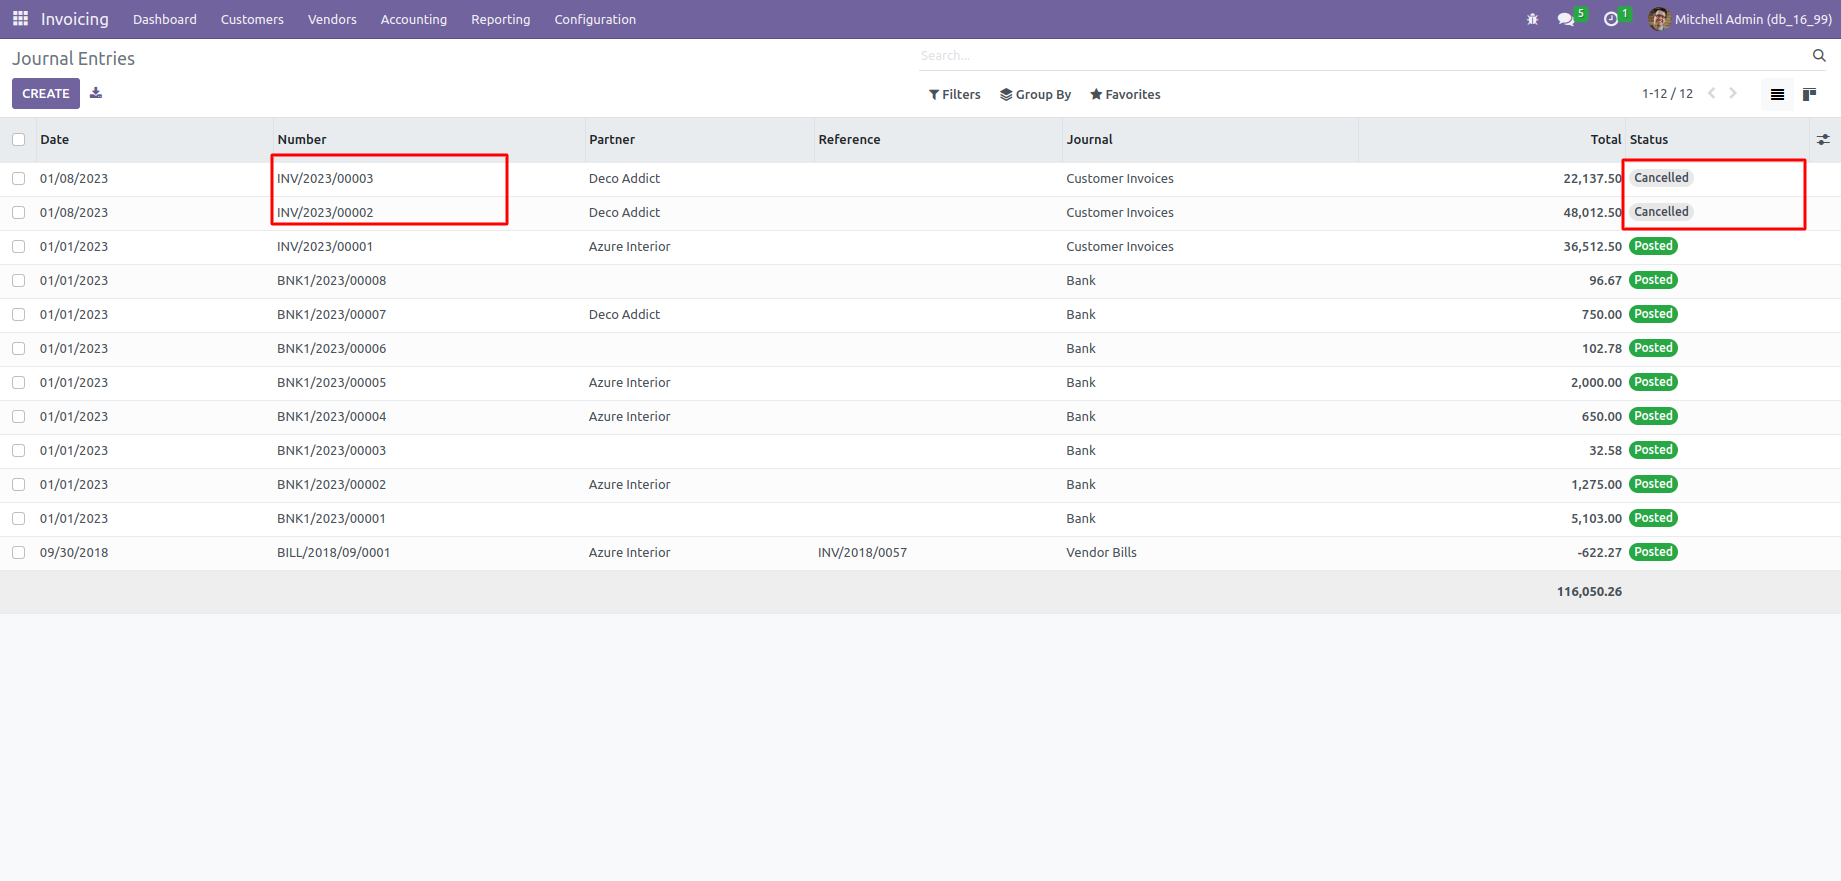 Invoicing Dashboard Customers Vendors Accounting Reporting Configuration 5 1 Mitchell Admin (db_16_99)
Journal Entries Search...
CREATE Filters Group By Favorites 1-12 / 12
Date Number Partner Reference Journal Total Status
01/08/2023 INV/2023/00003 Deco Addict Customer Invoices 22,137.50 Cancelled
01/08/2023 INV/2023/00002 Deco Addict Customer Invoices 48,012.50 Cancelled
01/01/2023 INV/2023/00001 Azure Interior Customer Invoices 36,512.50 Posted
01/01/2023 BNK1/2023/00008 Bank 96.67 Posted
01/01/2023 BNK1/2023/00007 Deco Addict Bank 750.00 Posted
01/01/2023 BNK1/2023/00006 Bank 102.78 Posted
01/01/2023 BNK1/2023/00005 Azure Interior Bank 2,000.00 Posted
01/01/2023 BNK1/2023/00004 Azure Interior Bank 650.00 Posted
01/01/2023 BNK1/2023/00003 Bank 32.58 Posted
01/01/2023 BNK1/2023/00002 Azure Interior Bank 1,275.00 Posted
01/01/2023 BNK1/2023/00001 Bank 5,103.00 Posted
09/30/2018 BILL/2018/09/0001 Azure Interior INV/2018/0057 Vendor Bills -622.27 Posted
116,050.26